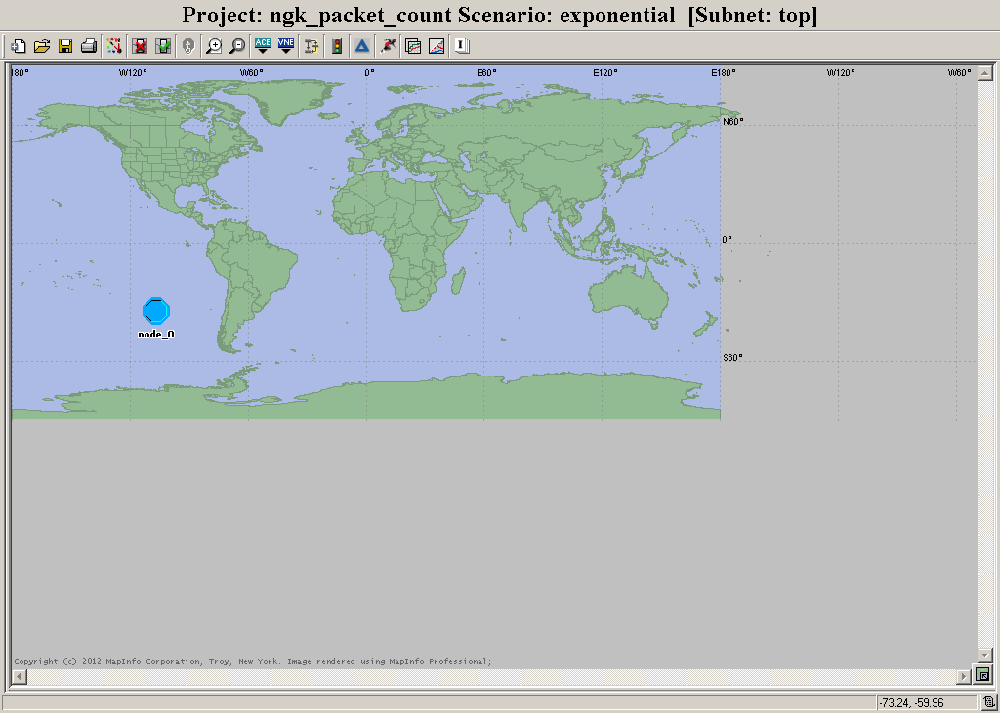 Project: ngk_packet_count Scenario: exponential [Subnet: top]
ACE VNE
180° W120° W60° 0° E60° E120° E180° W120° W60°
N60°
0°
S60°
node_0
Copyright (c) 2012 MapInfo Corporation, Troy, New York. Image rendered using MapInfo Professional;
-73.24, -59.96